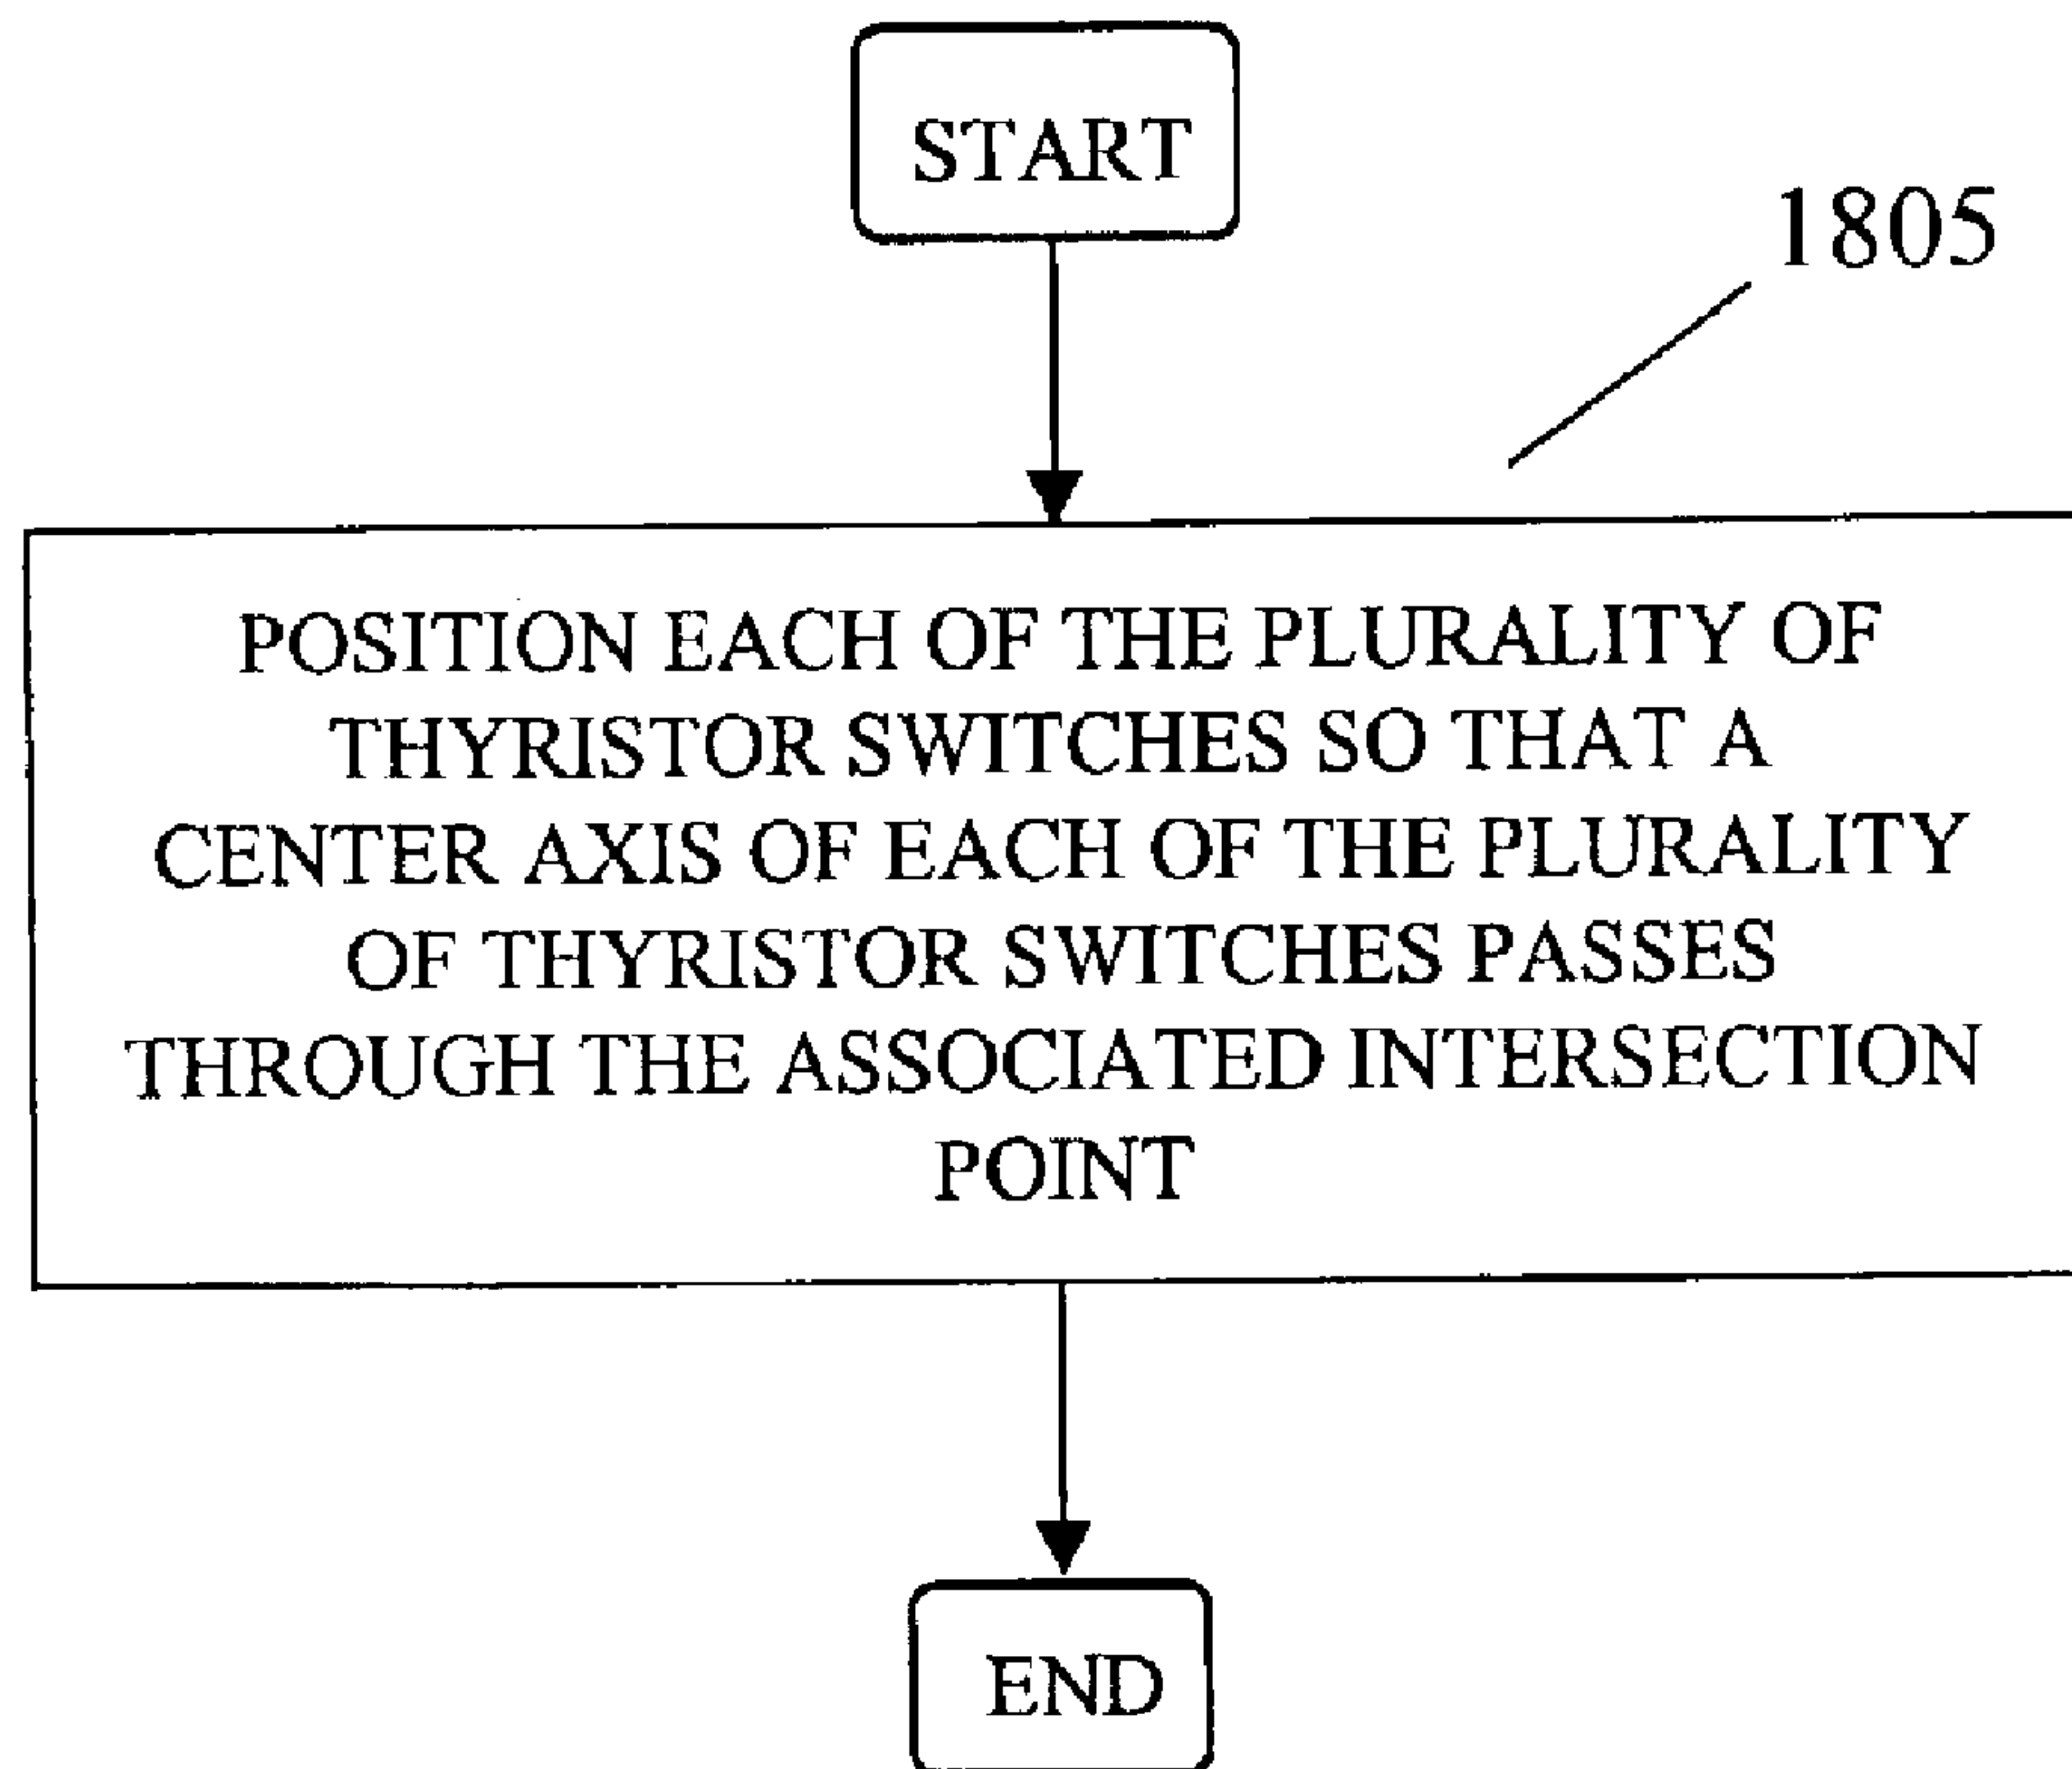 START
1805
POSITION EACH OF THE PLURALITY OF
THYRISTOR SWITCHES SO THAT A
CENTER AXIS OF EACH OF THE PLURALITY
OF THYRISTOR SWITCHES PASSES
THROUGH THE ASSOCIATED INTERSECTION
POINT
END